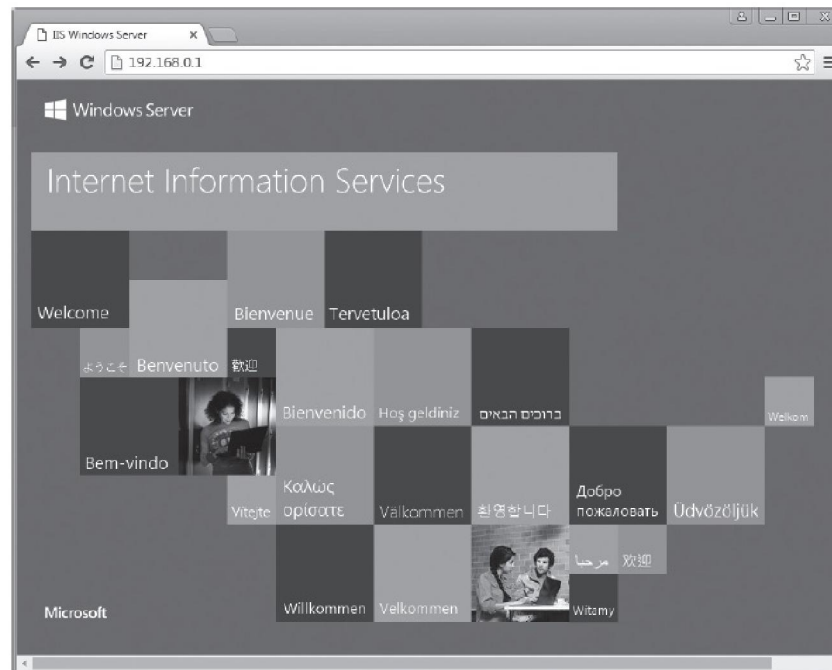 IIS Windows Server
192.168.0.1
Windows Server
Internet Information Services
Welcome
Bienvenue
Tervetuloa
ようこそ
Benvenuto
歡迎
Bienvenido
Hoş geldiniz
ברוכים הבאים
Welkom
Bem-vindo
Vítejte
Καλώς
ορίσατε
Välkommen
환영합니다
Добро
пожаловать
Üdvözöljük
مرحبا
欢迎
Microsoft
Willkommen
Velkommen
Witamy